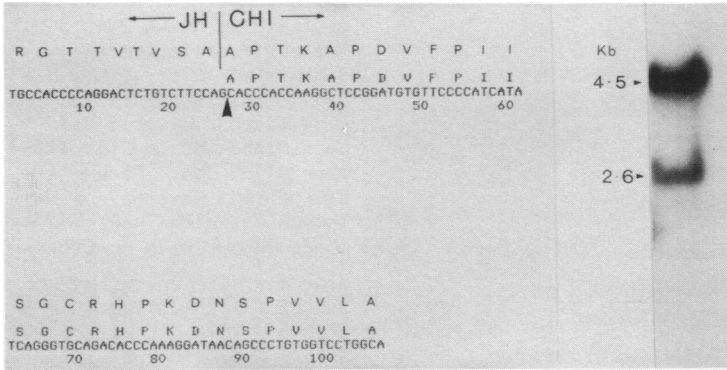 ← JH | CHI →
R G T T V T V S A A P T K A P D V F P I I
A P T K A P D V F P I I
TGCCACCCCAGGACTCTGTCTTCCAGCACCCACCAAGGCTCCGGATGTGTTCCCCATCATA
10 20 30 40 50 60
S G C R H P K D N S P V V L A
S G C R H P K D N S P V V L A
TCAGGGTGCAGACACCCAAAGGATAACAGCCCTGTGGTCCTGGCA
70 80 90 100
Kb
4·5
2·6